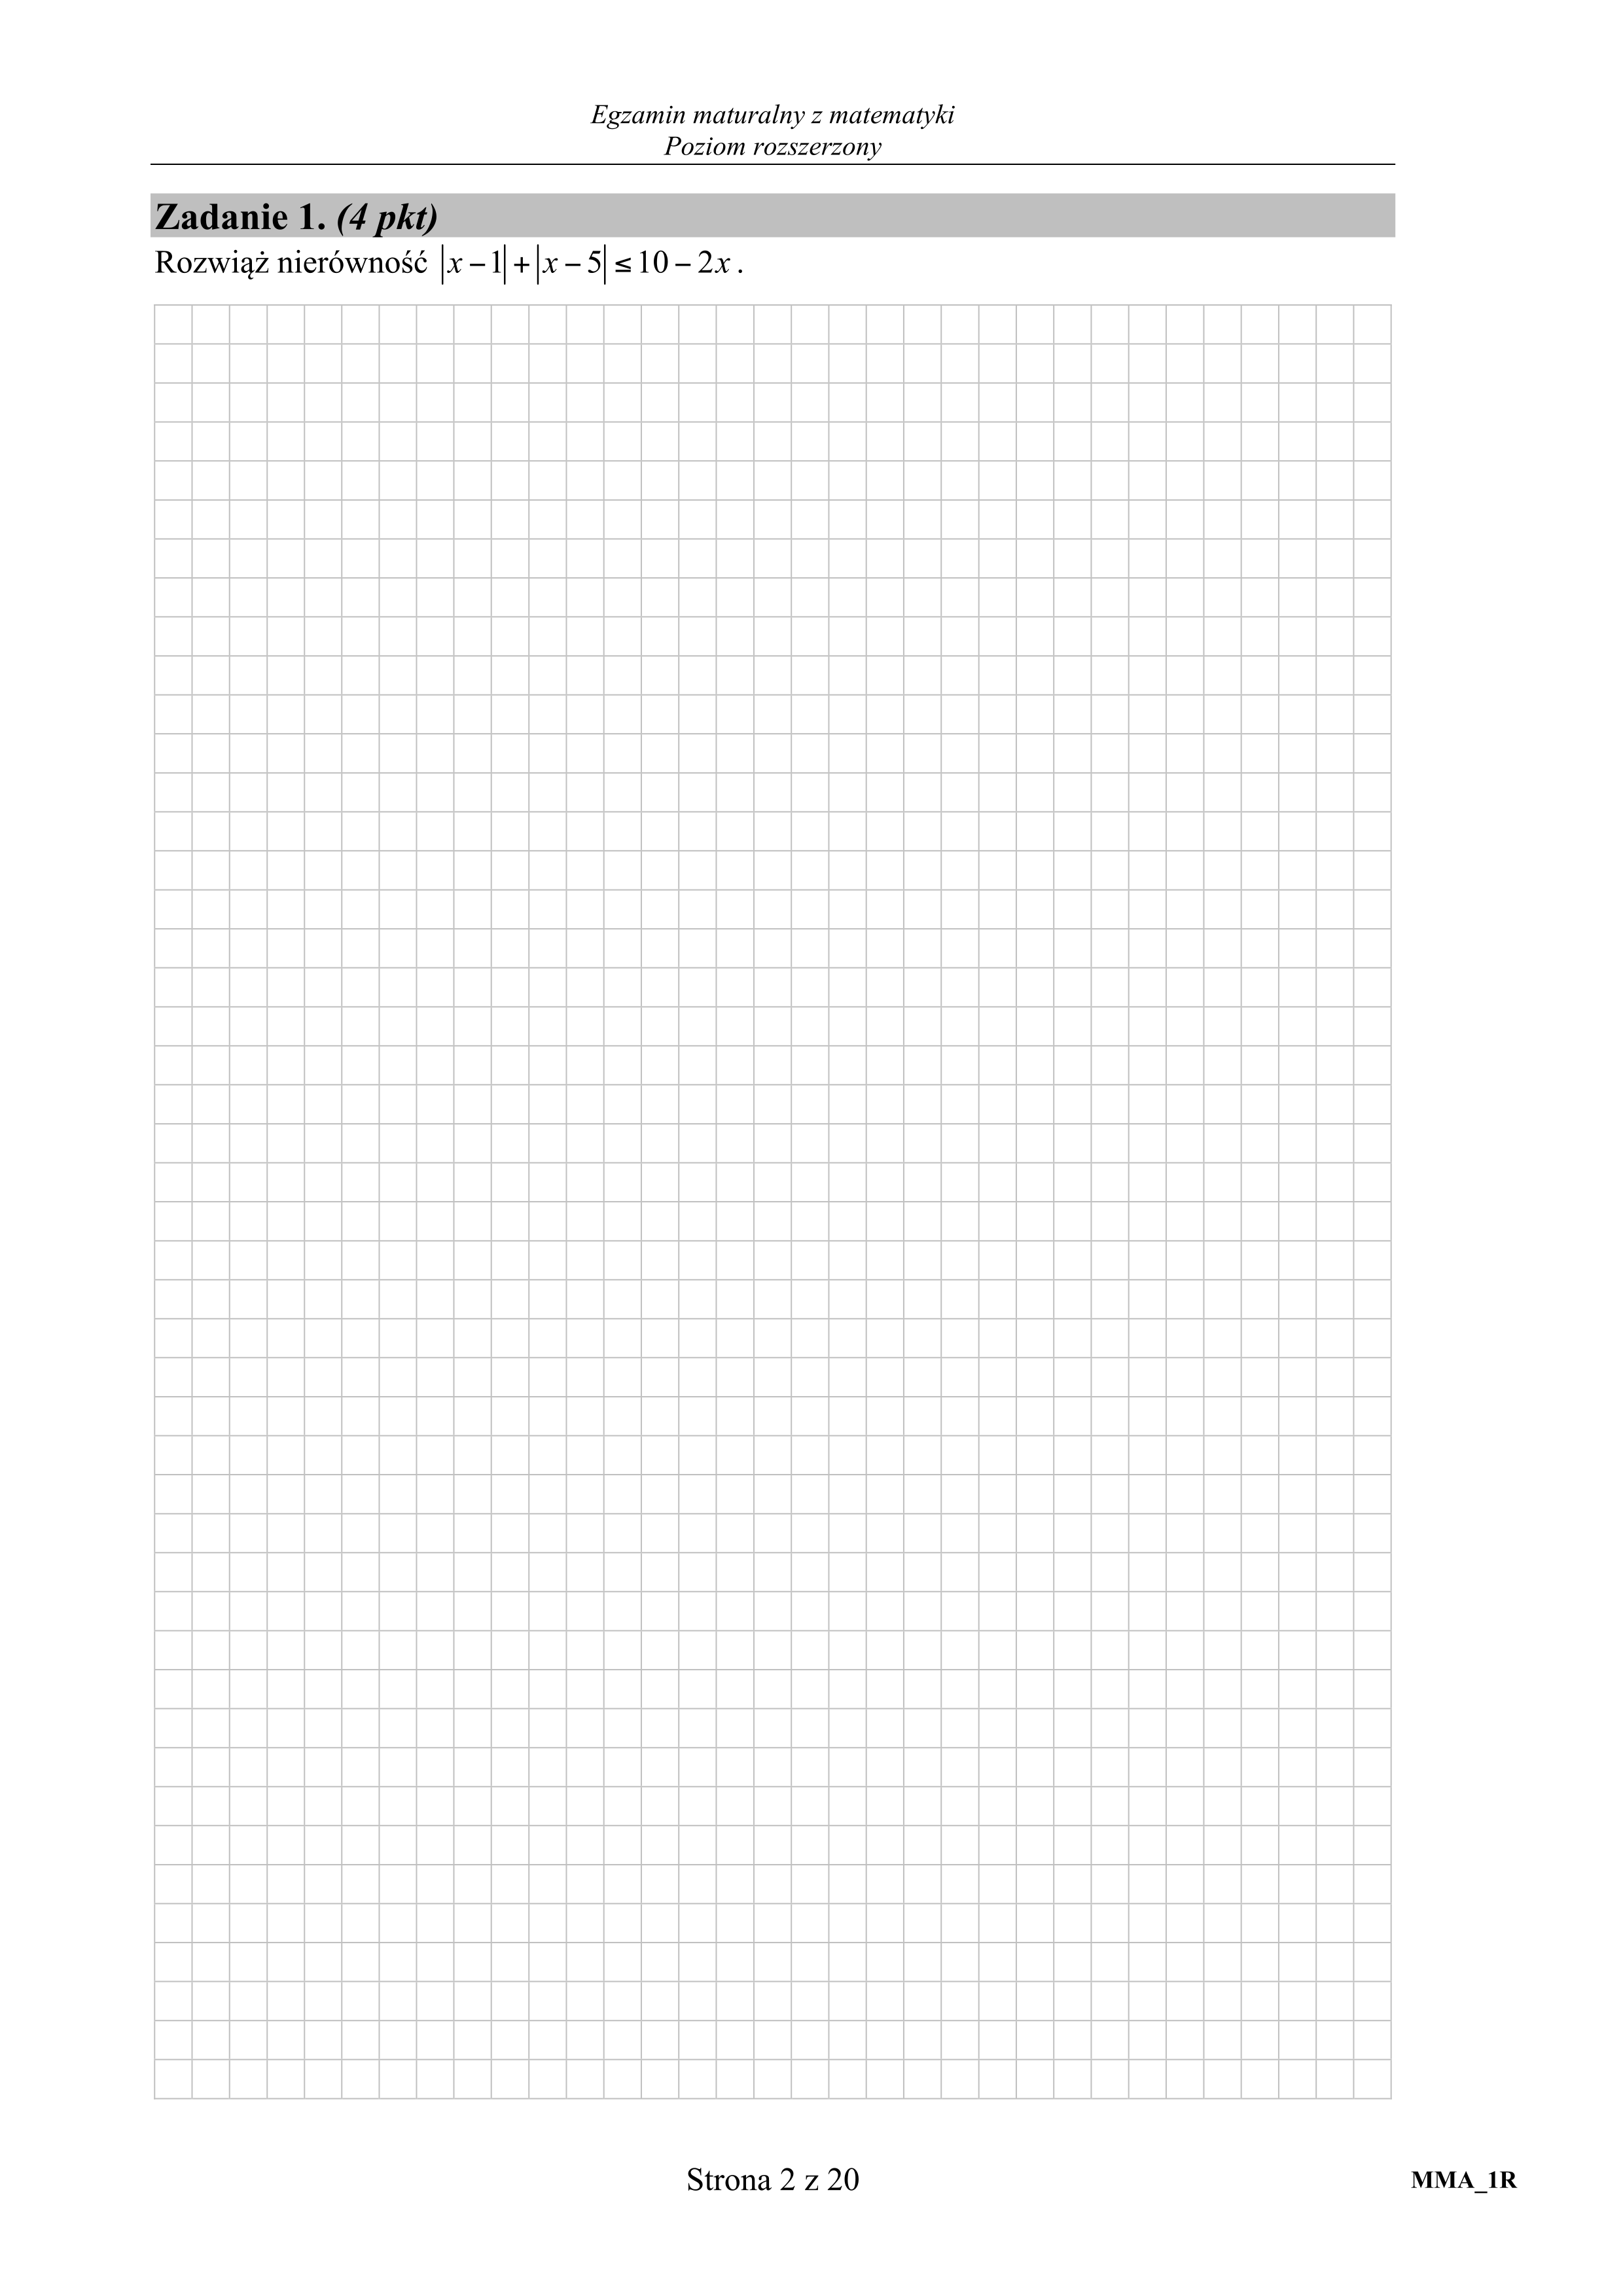 Egzamin maturalny z matematyki
Poziom rozszerzony
Zadanie 1. (4 pkt)
Rozwiąż nierówność |x − 1| + |x − 5| ≤ 10 − 2x .
Strona 2 z 20
MMA_1R